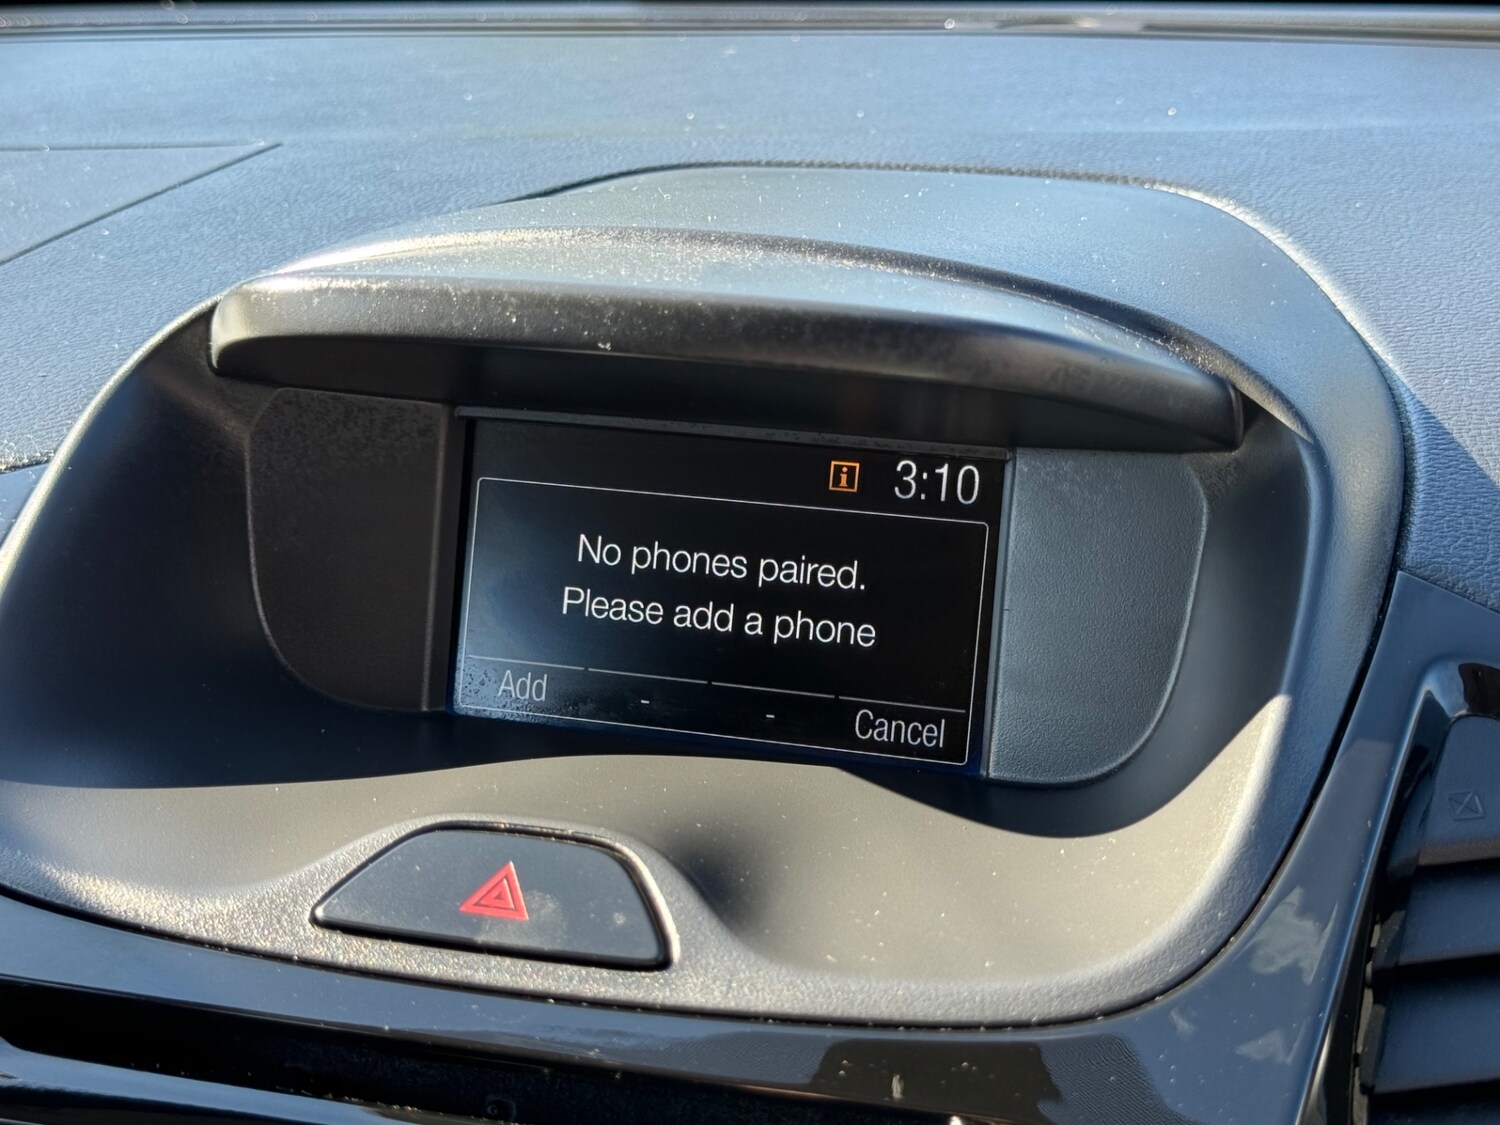 i 3:10
No phones paired.
Please add a phone
Add - - Cancel